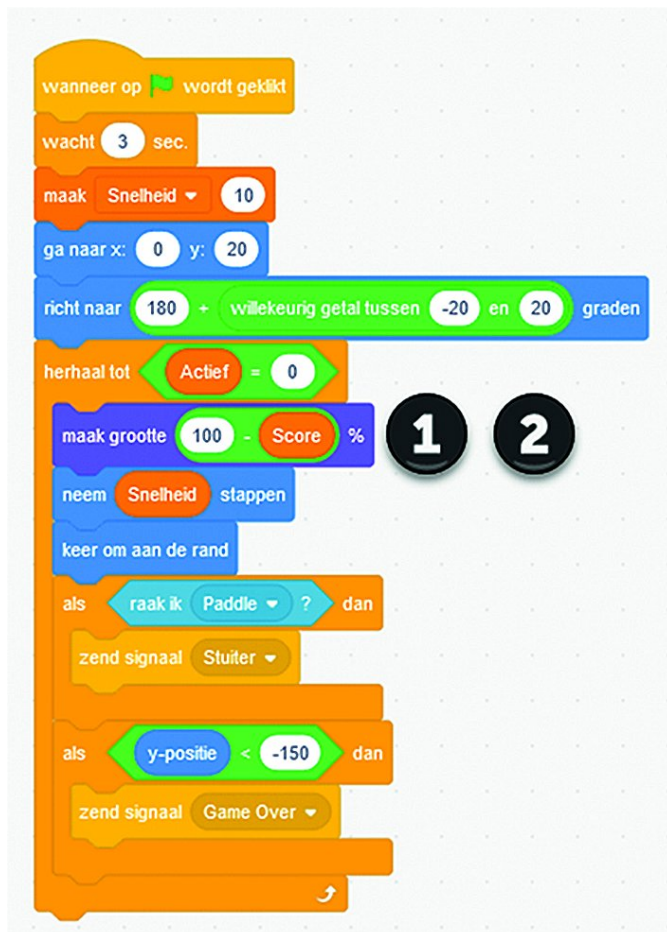 wanneer op wordt geklikt
wacht 3 sec.
maak Snelheid 10
ga naar x: 0 y: 20
richt naar 180 + willekeurig getal tussen -20 en 20 graden
herhaal tot Actief = 0
maak grootte 100 - Score % 1 2
neem Snelheid stappen
keer om aan de rand
als raak ik Paddle ? dan
zend signaal Stuiter
als y-positie < -150 dan
zend signaal Game Over